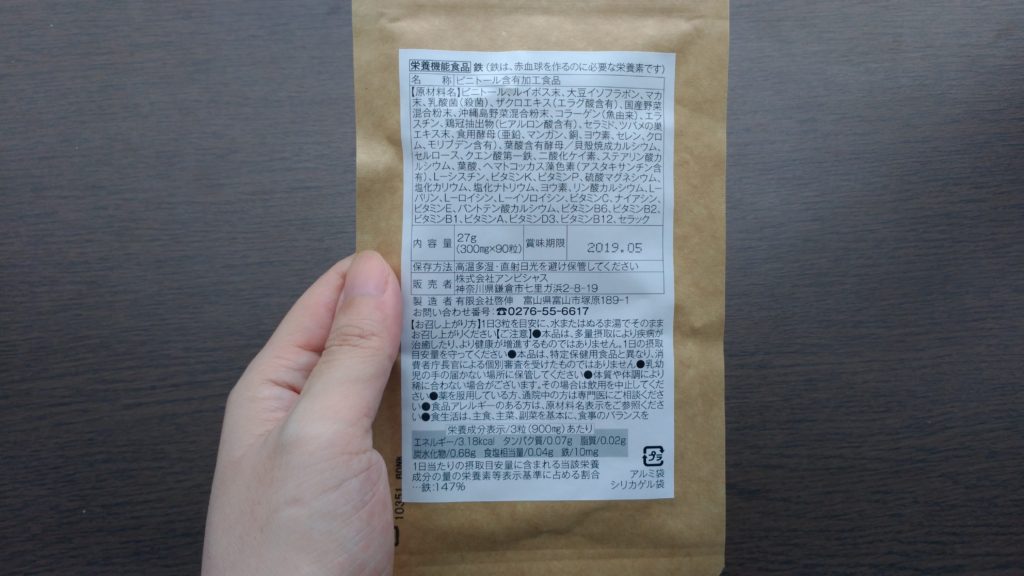 栄養機能食品 鉄(鉄は、赤血球を作るのに必要な栄養素です)
名 称 ピニトール含有加工食品
【原材料名】ピニトール、ルイボス末、大豆イソフラボン、マカ
末、乳酸菌(殺菌)、ザクロエキス(エラグ酸含有)、国産野菜
混合粉末、沖縄島野菜混合粉末、コラーゲン(魚由来)、エラ
スチン、鶏冠抽出物(ヒアルロン酸含有)、セラミド、ツバメの巣
エキス末、食用酵母(亜鉛、マンガン、銅、ヨウ素、セレン、クロ
ム、モリブデン含有)、葉酸含有酵母/貝殻焼成カルシウム、
セルロース、クエン酸第一鉄、二酸化ケイ素、ステアリン酸カ
ルシウム、葉酸、ヘマトコッカス藻色素(アスタキサンチン含
有)、L-シスチン、ビタミンK、ビタミンP、硫酸マグネシウム、
塩化カリウム、塩化ナトリウム、ヨウ素、リン酸カルシウム、L-
バリン、L-ロイシン、L-イソロイシン、ビタミンC、ナイアシン、
ビタミンE、パントテン酸カルシウム、ビタミンB6、ビタミンB2、
ビタミンB1、ビタミンA、ビタミンD3、ビタミンB12、セラック
内容量 27g (300mg×90粒) 賞味期限 2019.05
保存方法 高温多湿・直射日光を避け保管してください
販売者 株式会社アンビシャス
神奈川県鎌倉市七里ガ浜2-8-19
製造者 有限会社啓伸 富山県富山市塚原189-1
お問い合わせ番号:☎0276-55-6617
【お召し上がり方】1日3粒を目安に、水またはぬるま湯でそのまま
お召し上がりください【ご注意】●本品は、多量摂取により疾病が
治癒したり、より健康が増進するものではありません。1日の摂取
目安量を守ってください●本品は、特定保健用食品と異なり、消
費者庁長官による個別審査を受けたものではありません●乳幼
児の手の届かない場所に保管してください●体質や体調により
稀に合わない場合がございます。その場合は飲用を中止してくださ
い●薬を服用している方、通院中の方は専門医にご相談くださ
い●食品アレルギーのある方は、原材料名表示をご参照くださ
い●食生活は、主食、主菜、副菜を基本に、食事のバランスを
栄養成分表示/3粒(900mg)あたり
エネルギー/3.18kcal タンパク質/0.07g 脂質/0.02g
炭水化物/0.68g 食塩相当量/0.04g 鉄/10mg
1日当たりの摂取目安量に含まれる当該栄養
成分の量の栄養素等表示基準に占める割合
…鉄:147%
プラ
アルミ袋
シリカゲル袋